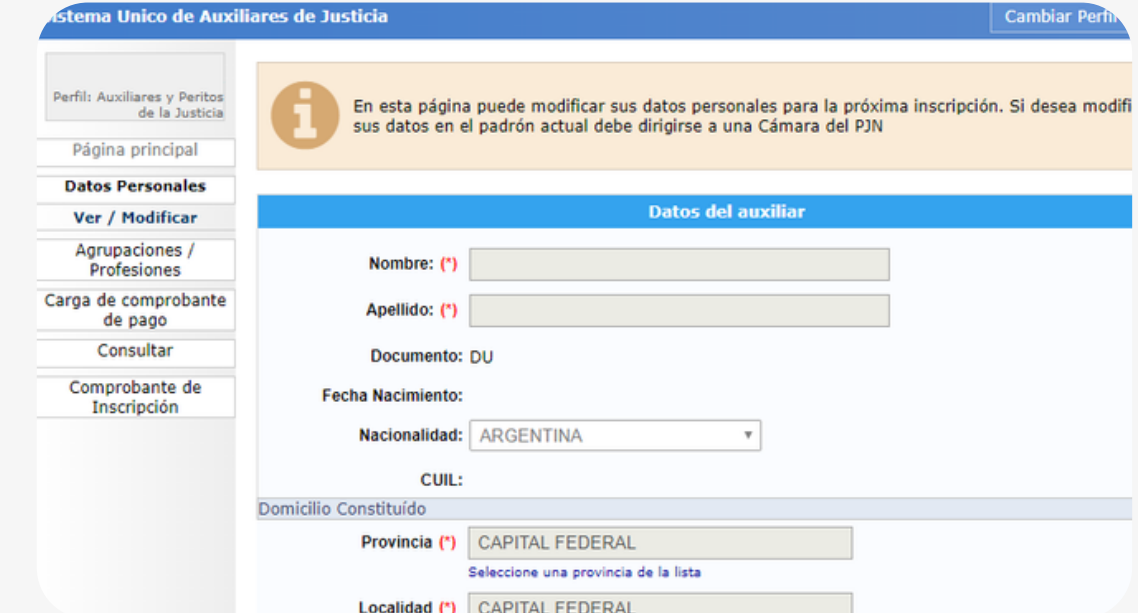 istema Unico de Auxiliares de Justicia
Cambiar Perfil
Perfil: Auxiliares y Peritos
de la Justicia
Página principal
Datos Personales
Ver / Modificar
Agrupaciones /
Profesiones
Carga de comprobante
de pago
Consultar
Comprobante de
Inscripción
En esta página puede modificar sus datos personales para la próxima inscripción. Si desea modifi
sus datos en el padrón actual debe dirigirse a una Cámara del PJN
Datos del auxiliar
Nombre: (*)
Apellido: (*)
Documento: DU
Fecha Nacimiento:
Nacionalidad: ARGENTINA
CUIL:
Domicilio Constituído
Provincia (*) CAPITAL FEDERAL
Seleccione una provincia de la lista
Localidad (*) CAPITAL FEDERAL